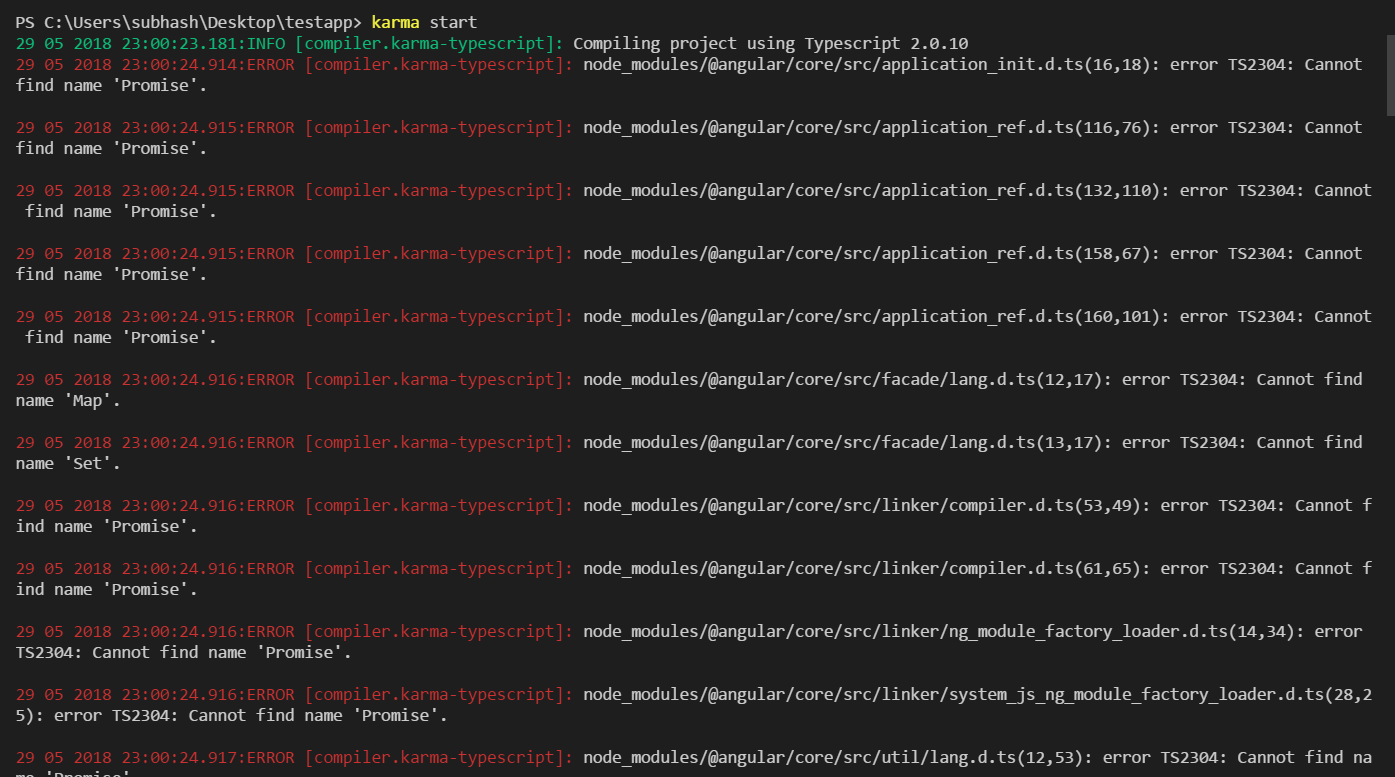 PS C:\Users\subhash\Desktop\testapp> karma start
29 05 2018 23:00:23.181:INFO [compiler.karma-typescript]: Compiling project using Typescript 2.0.10
29 05 2018 23:00:24.914:ERROR [compiler.karma-typescript]: node_modules/@angular/core/src/application_init.d.ts(16,18): error TS2304: Cannot
find name 'Promise'.
29 05 2018 23:00:24.915:ERROR [compiler.karma-typescript]: node_modules/@angular/core/src/application_ref.d.ts(116,76): error TS2304: Cannot
find name 'Promise'.
29 05 2018 23:00:24.915:ERROR [compiler.karma-typescript]: node_modules/@angular/core/src/application_ref.d.ts(132,110): error TS2304: Cannot
 find name 'Promise'.
29 05 2018 23:00:24.915:ERROR [compiler.karma-typescript]: node_modules/@angular/core/src/application_ref.d.ts(158,67): error TS2304: Cannot
find name 'Promise'.
29 05 2018 23:00:24.915:ERROR [compiler.karma-typescript]: node_modules/@angular/core/src/application_ref.d.ts(160,101): error TS2304: Cannot
 find name 'Promise'.
29 05 2018 23:00:24.916:ERROR [compiler.karma-typescript]: node_modules/@angular/core/src/facade/lang.d.ts(12,17): error TS2304: Cannot find
name 'Map'.
29 05 2018 23:00:24.916:ERROR [compiler.karma-typescript]: node_modules/@angular/core/src/facade/lang.d.ts(13,17): error TS2304: Cannot find
name 'Set'.
29 05 2018 23:00:24.916:ERROR [compiler.karma-typescript]: node_modules/@angular/core/src/linker/compiler.d.ts(53,49): error TS2304: Cannot f
ind name 'Promise'.
29 05 2018 23:00:24.916:ERROR [compiler.karma-typescript]: node_modules/@angular/core/src/linker/compiler.d.ts(61,65): error TS2304: Cannot f
ind name 'Promise'.
29 05 2018 23:00:24.916:ERROR [compiler.karma-typescript]: node_modules/@angular/core/src/linker/ng_module_factory_loader.d.ts(14,34): error
TS2304: Cannot find name 'Promise'.
29 05 2018 23:00:24.916:ERROR [compiler.karma-typescript]: node_modules/@angular/core/src/linker/system_js_ng_module_factory_loader.d.ts(28,2
5): error TS2304: Cannot find name 'Promise'.
29 05 2018 23:00:24.917:ERROR [compiler.karma-typescript]: node_modules/@angular/core/src/util/lang.d.ts(12,53): error TS2304: Cannot find na
me 'Promise'